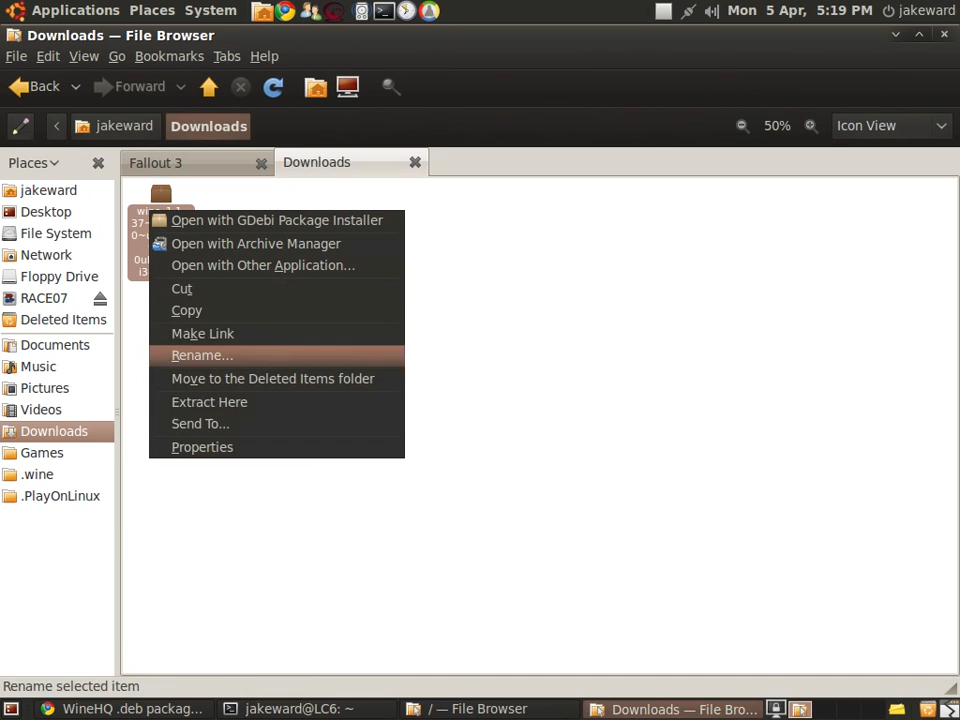 Applications Places System Mon 5 Apr, 5:19 PM jakeward
Downloads — File Browser
File Edit View Go Bookmarks Tabs Help
Back Forward
jakeward Downloads 50% Icon View
Places Fallout 3 Downloads
jakeward
Desktop
File System
Network
Floppy Drive
RACE07
Deleted Items
Documents
Music
Pictures
Videos
Downloads
Games
.wine
.PlayOnLinux
Open with GDebi Package Installer
Open with Archive Manager
Open with Other Application...
Cut
Copy
Make Link
Rename...
Move to the Deleted Items folder
Extract Here
Send To...
Properties
Rename selected item
WineHQ .deb packag... jakeward@LC6: ~ / — File Browser Downloads — File Bro...